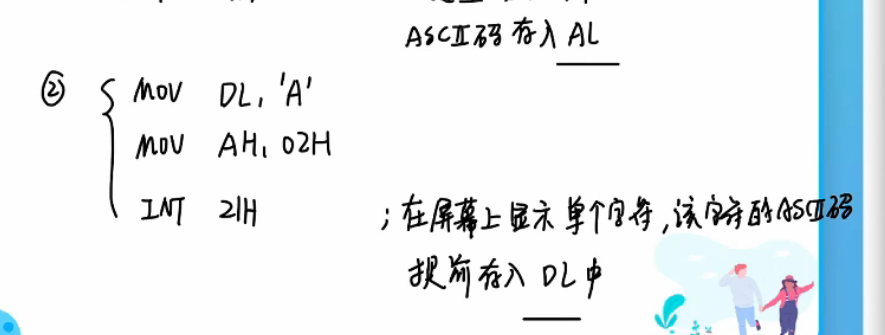 ASCII码存入 AL
② { MOV DL, 'A'
MOV AH, 02H
INT 21H ;在屏幕上显示单个字符,该字符的ASCII码
提前存入 DL中